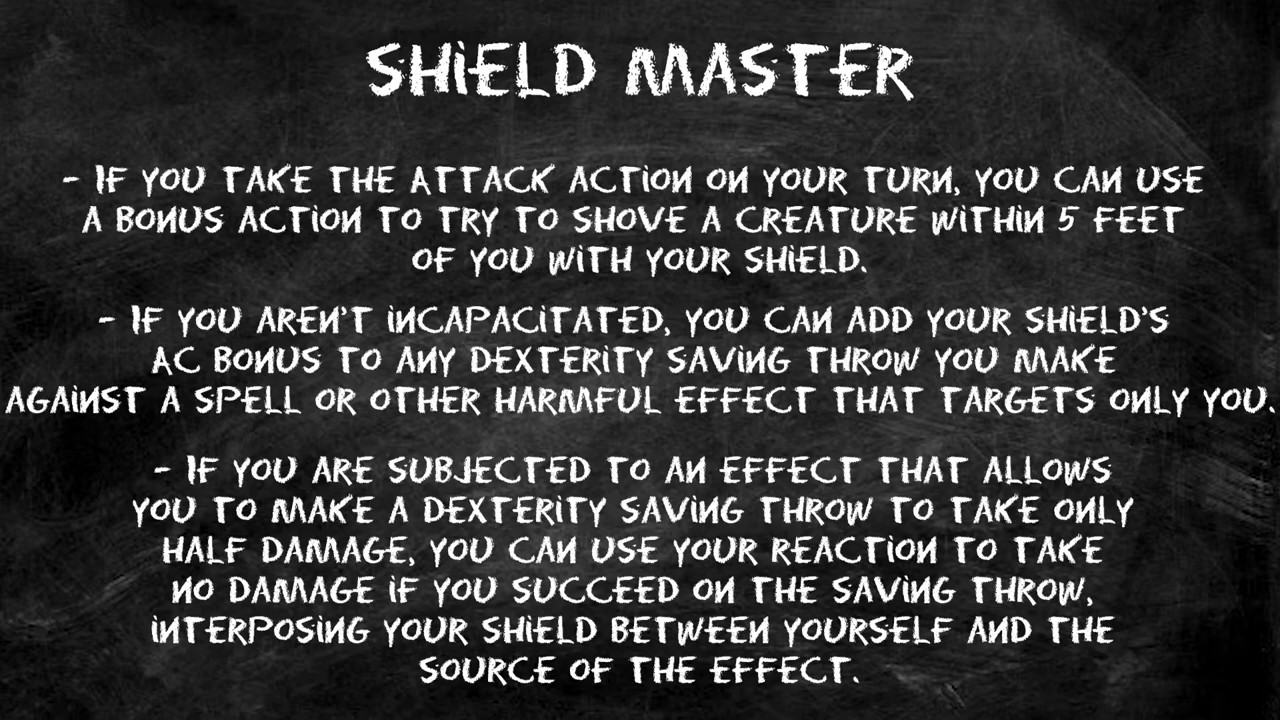 SHIELD MASTER
- IF YOU TAKE THE ATTACK ACTION ON YOUR TURN, YOU CAN USE
A BONUS ACTION TO TRY TO SHOVE A CREATURE WITHIN 5 FEET
OF YOU WITH YOUR SHIELD.
- IF YOU AREN'T INCAPACITATED, YOU CAN ADD YOUR SHIELD'S
AC BONUS TO ANY DEXTERITY SAVING THROW YOU MAKE
AGAINST A SPELL OR OTHER HARMFUL EFFECT THAT TARGETS ONLY YOU.
- IF YOU ARE SUBJECTED TO AN EFFECT THAT ALLOWS
YOU TO MAKE A DEXTERITY SAVING THROW TO TAKE ONLY
HALF DAMAGE, YOU CAN USE YOUR REACTION TO TAKE
NO DAMAGE IF YOU SUCCEED ON THE SAVING THROW,
INTERPOSING YOUR SHIELD BETWEEN YOURSELF AND THE
SOURCE OF THE EFFECT.